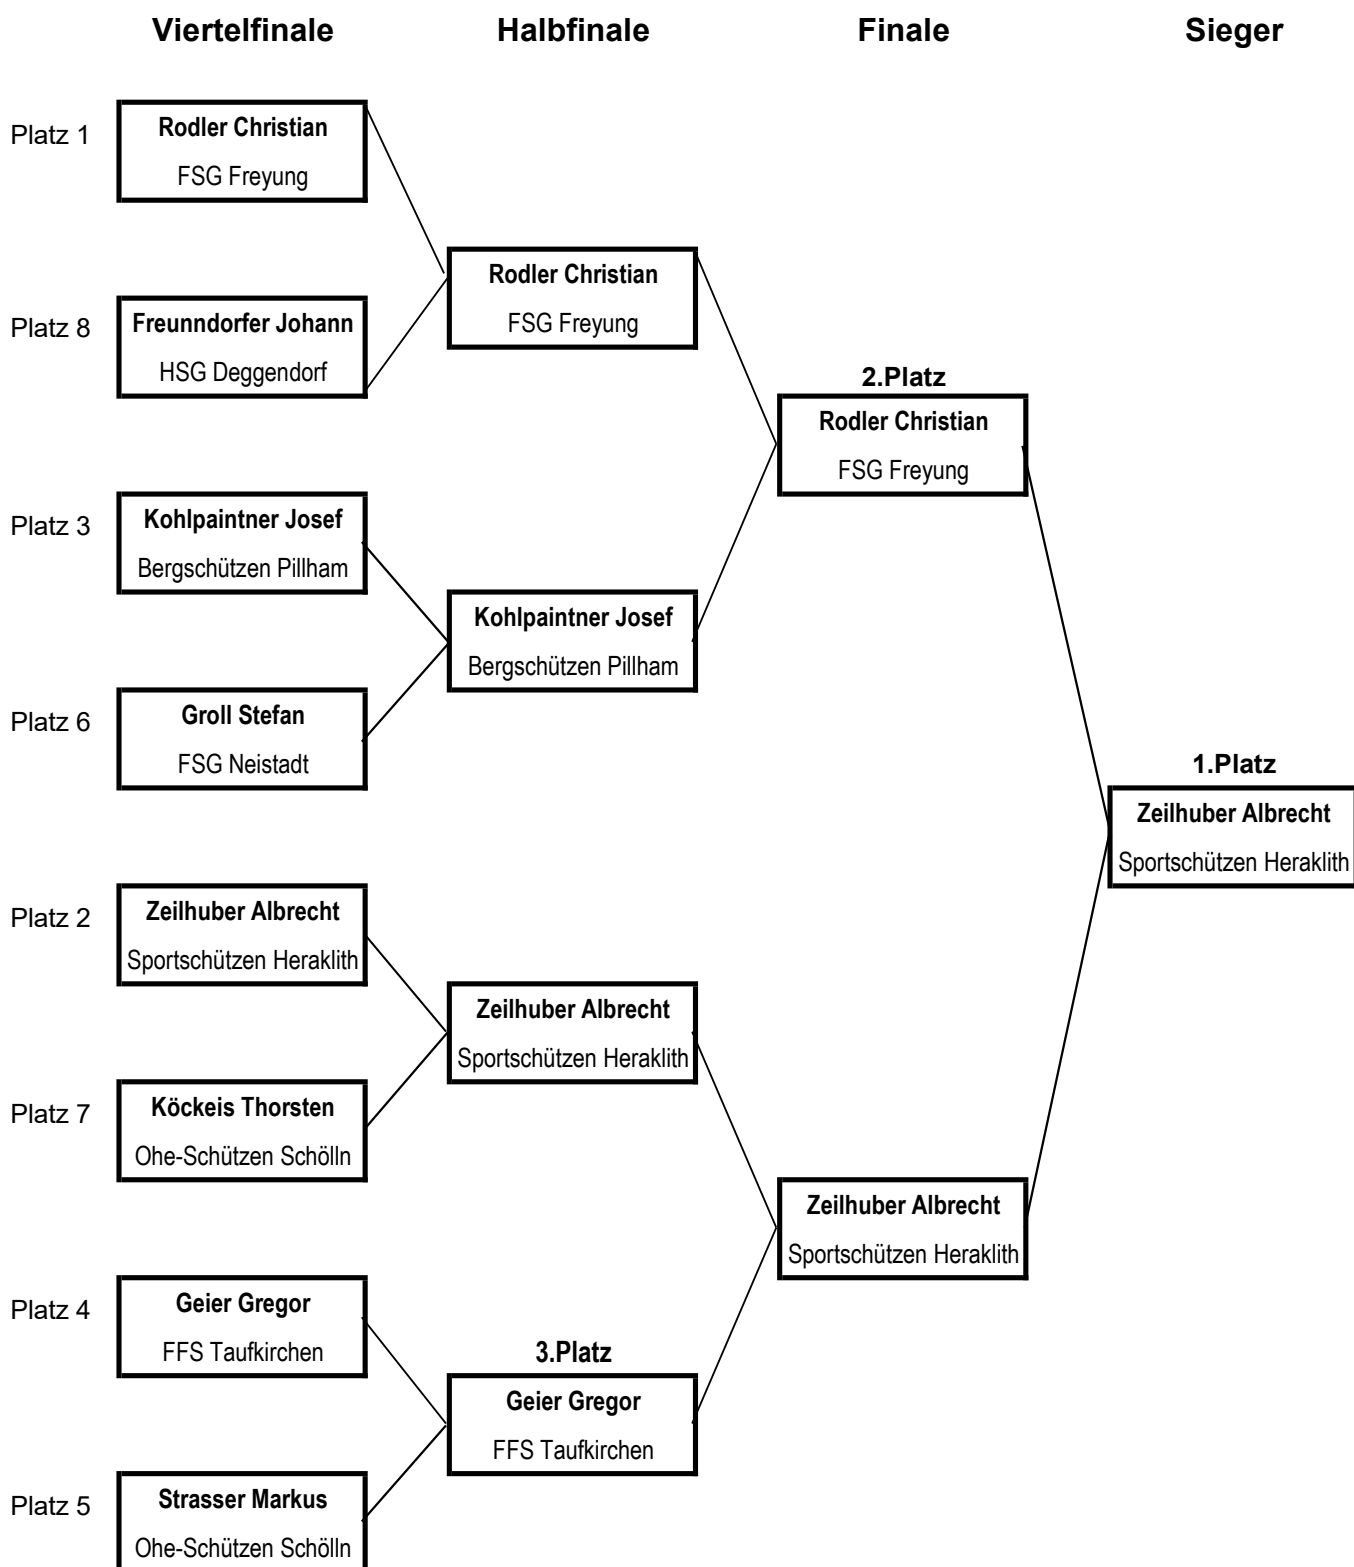 Viertelfinale Halbfinale Finale Sieger
Platz 1
Rodler Christian
FSG Freyung
Platz 8
Freunndorfer Johann
HSG Deggendorf
Rodler Christian
FSG Freyung
Platz 3
Kohlpaintner Josef
Bergschützen Pillham
Platz 6
Groll Stefan
FSG Neistadt
Kohlpaintner Josef
Bergschützen Pillham
2.Platz
Rodler Christian
FSG Freyung
Platz 2
Zeilhuber Albrecht
Sportschützen Heraklith
Platz 7
Köckeis Thorsten
Ohe-Schützen Schölln
Zeilhuber Albrecht
Sportschützen Heraklith
Platz 4
Geier Gregor
FFS Taufkirchen
Platz 5
Strasser Markus
Ohe-Schützen Schölln
3.Platz
Geier Gregor
FFS Taufkirchen
Zeilhuber Albrecht
Sportschützen Heraklith
1.Platz
Zeilhuber Albrecht
Sportschützen Heraklith